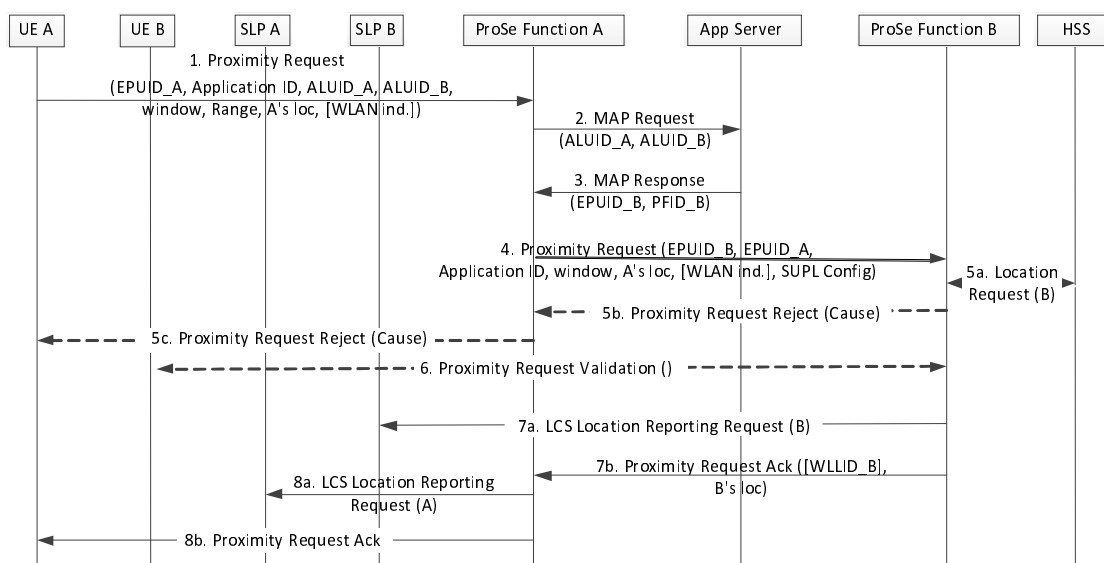 UE A
UE B
SLP A
SLP B
ProSe Function A
App Server
ProSe Function B
HSS
1. Proximity Request
(EPUID_A, Application ID, ALUID_A, ALUID_B,
window, Range, A's loc, [WLAN ind.])
2. MAP Request
(ALUID_A, ALUID_B)
3. MAP Response
(EPUID_B, PFID_B)
4. Proximity Request (EPUID_B, EPUID_A,
Application ID, window, A's loc, [WLAN ind.], SUPL Config)
5a. Location
Request (B)
5b. Proximity Request Reject (Cause)
5c. Proximity Request Reject (Cause)
6. Proximity Request Validation ()
7a. LCS Location Reporting Request (B)
7b. Proximity Request Ack ([WLLID_B],
B's loc)
8a. LCS Location Reporting
Request (A)
8b. Proximity Request Ack